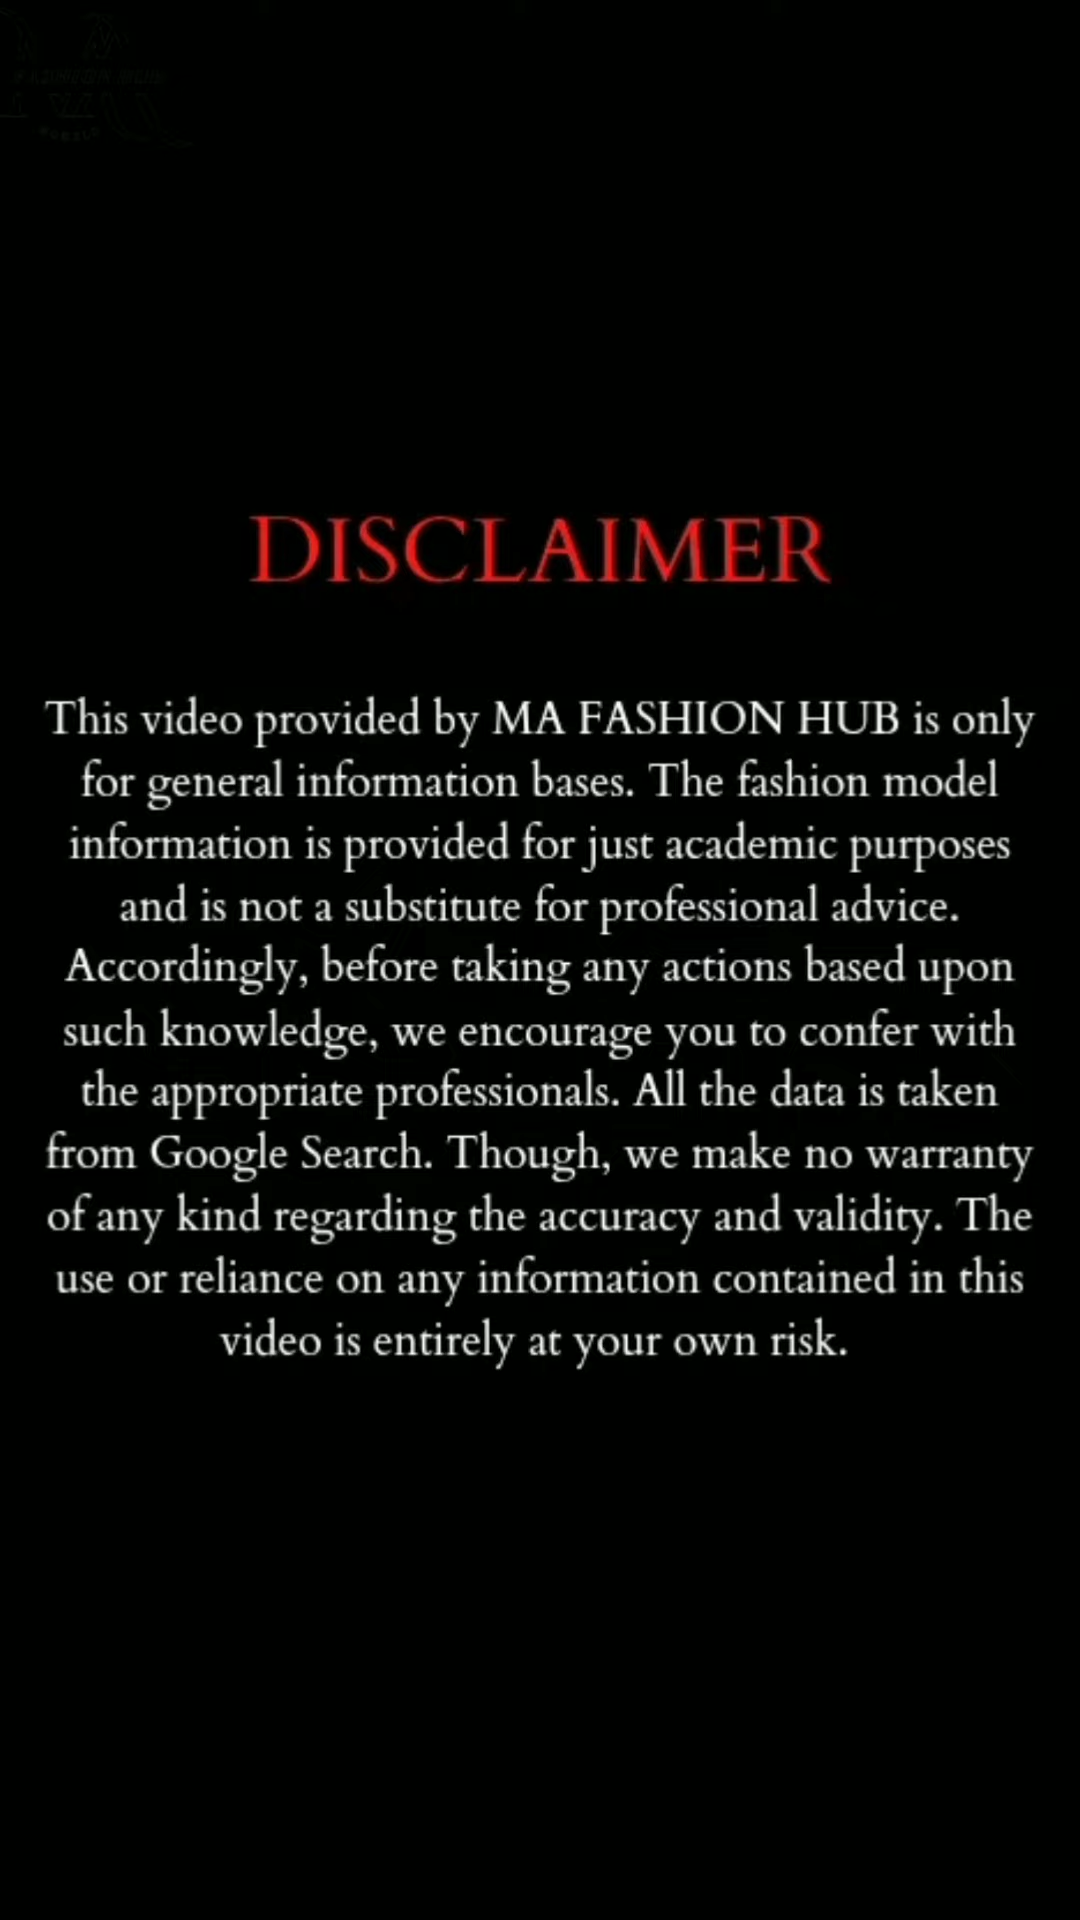 DISCLAIMER
This video provided by MA FASHION HUB is only
for general information bases. The fashion model
information is provided for just academic purposes
and is not a substitute for professional advice.
Accordingly, before taking any actions based upon
such knowledge, we encourage you to confer with
the appropriate professionals. All the data is taken
from Google Search. Though, we make no warranty
of any kind regarding the accuracy and validity. The
use or reliance on any information contained in this
video is entirely at your own risk.